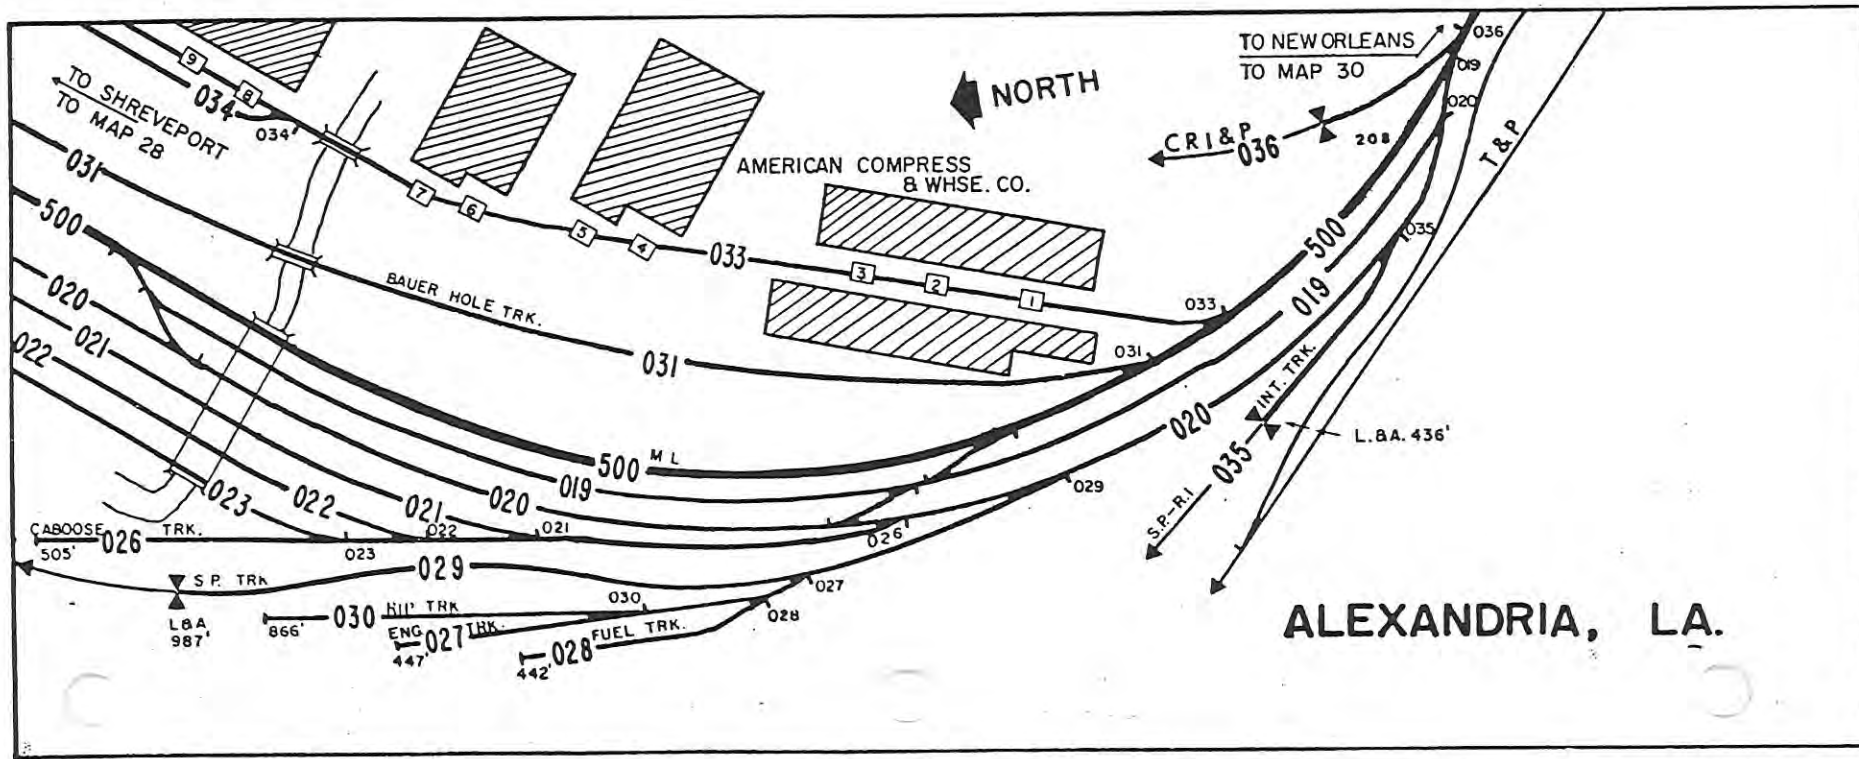 TO NEW ORLEANS
TO MAP 30
036
019
020
NORTH
CRI&P
036
208
T & P
9
8
034
034'
TO SHREVEPORT
TO MAP 28
031
7
6
5
4
033
AMERICAN COMPRESS
& WHSE. CO.
3
2
1
033
500
019
035
500
BAUER HOLE TRK.
031
031
020
021
022
INT. TRK.
L.&A. 436'
020
035
S.P.-R.I
500
M L
019
020
021
022
023
029
CABOOSE TRK.
026
505'
023
022
021
026
S.P. TRK
029
L&A
987'
027
030
RIP TRK
030
866'
028
ENG TRK.
027
447'
FUEL TRK.
028
442'
ALEXANDRIA, LA.